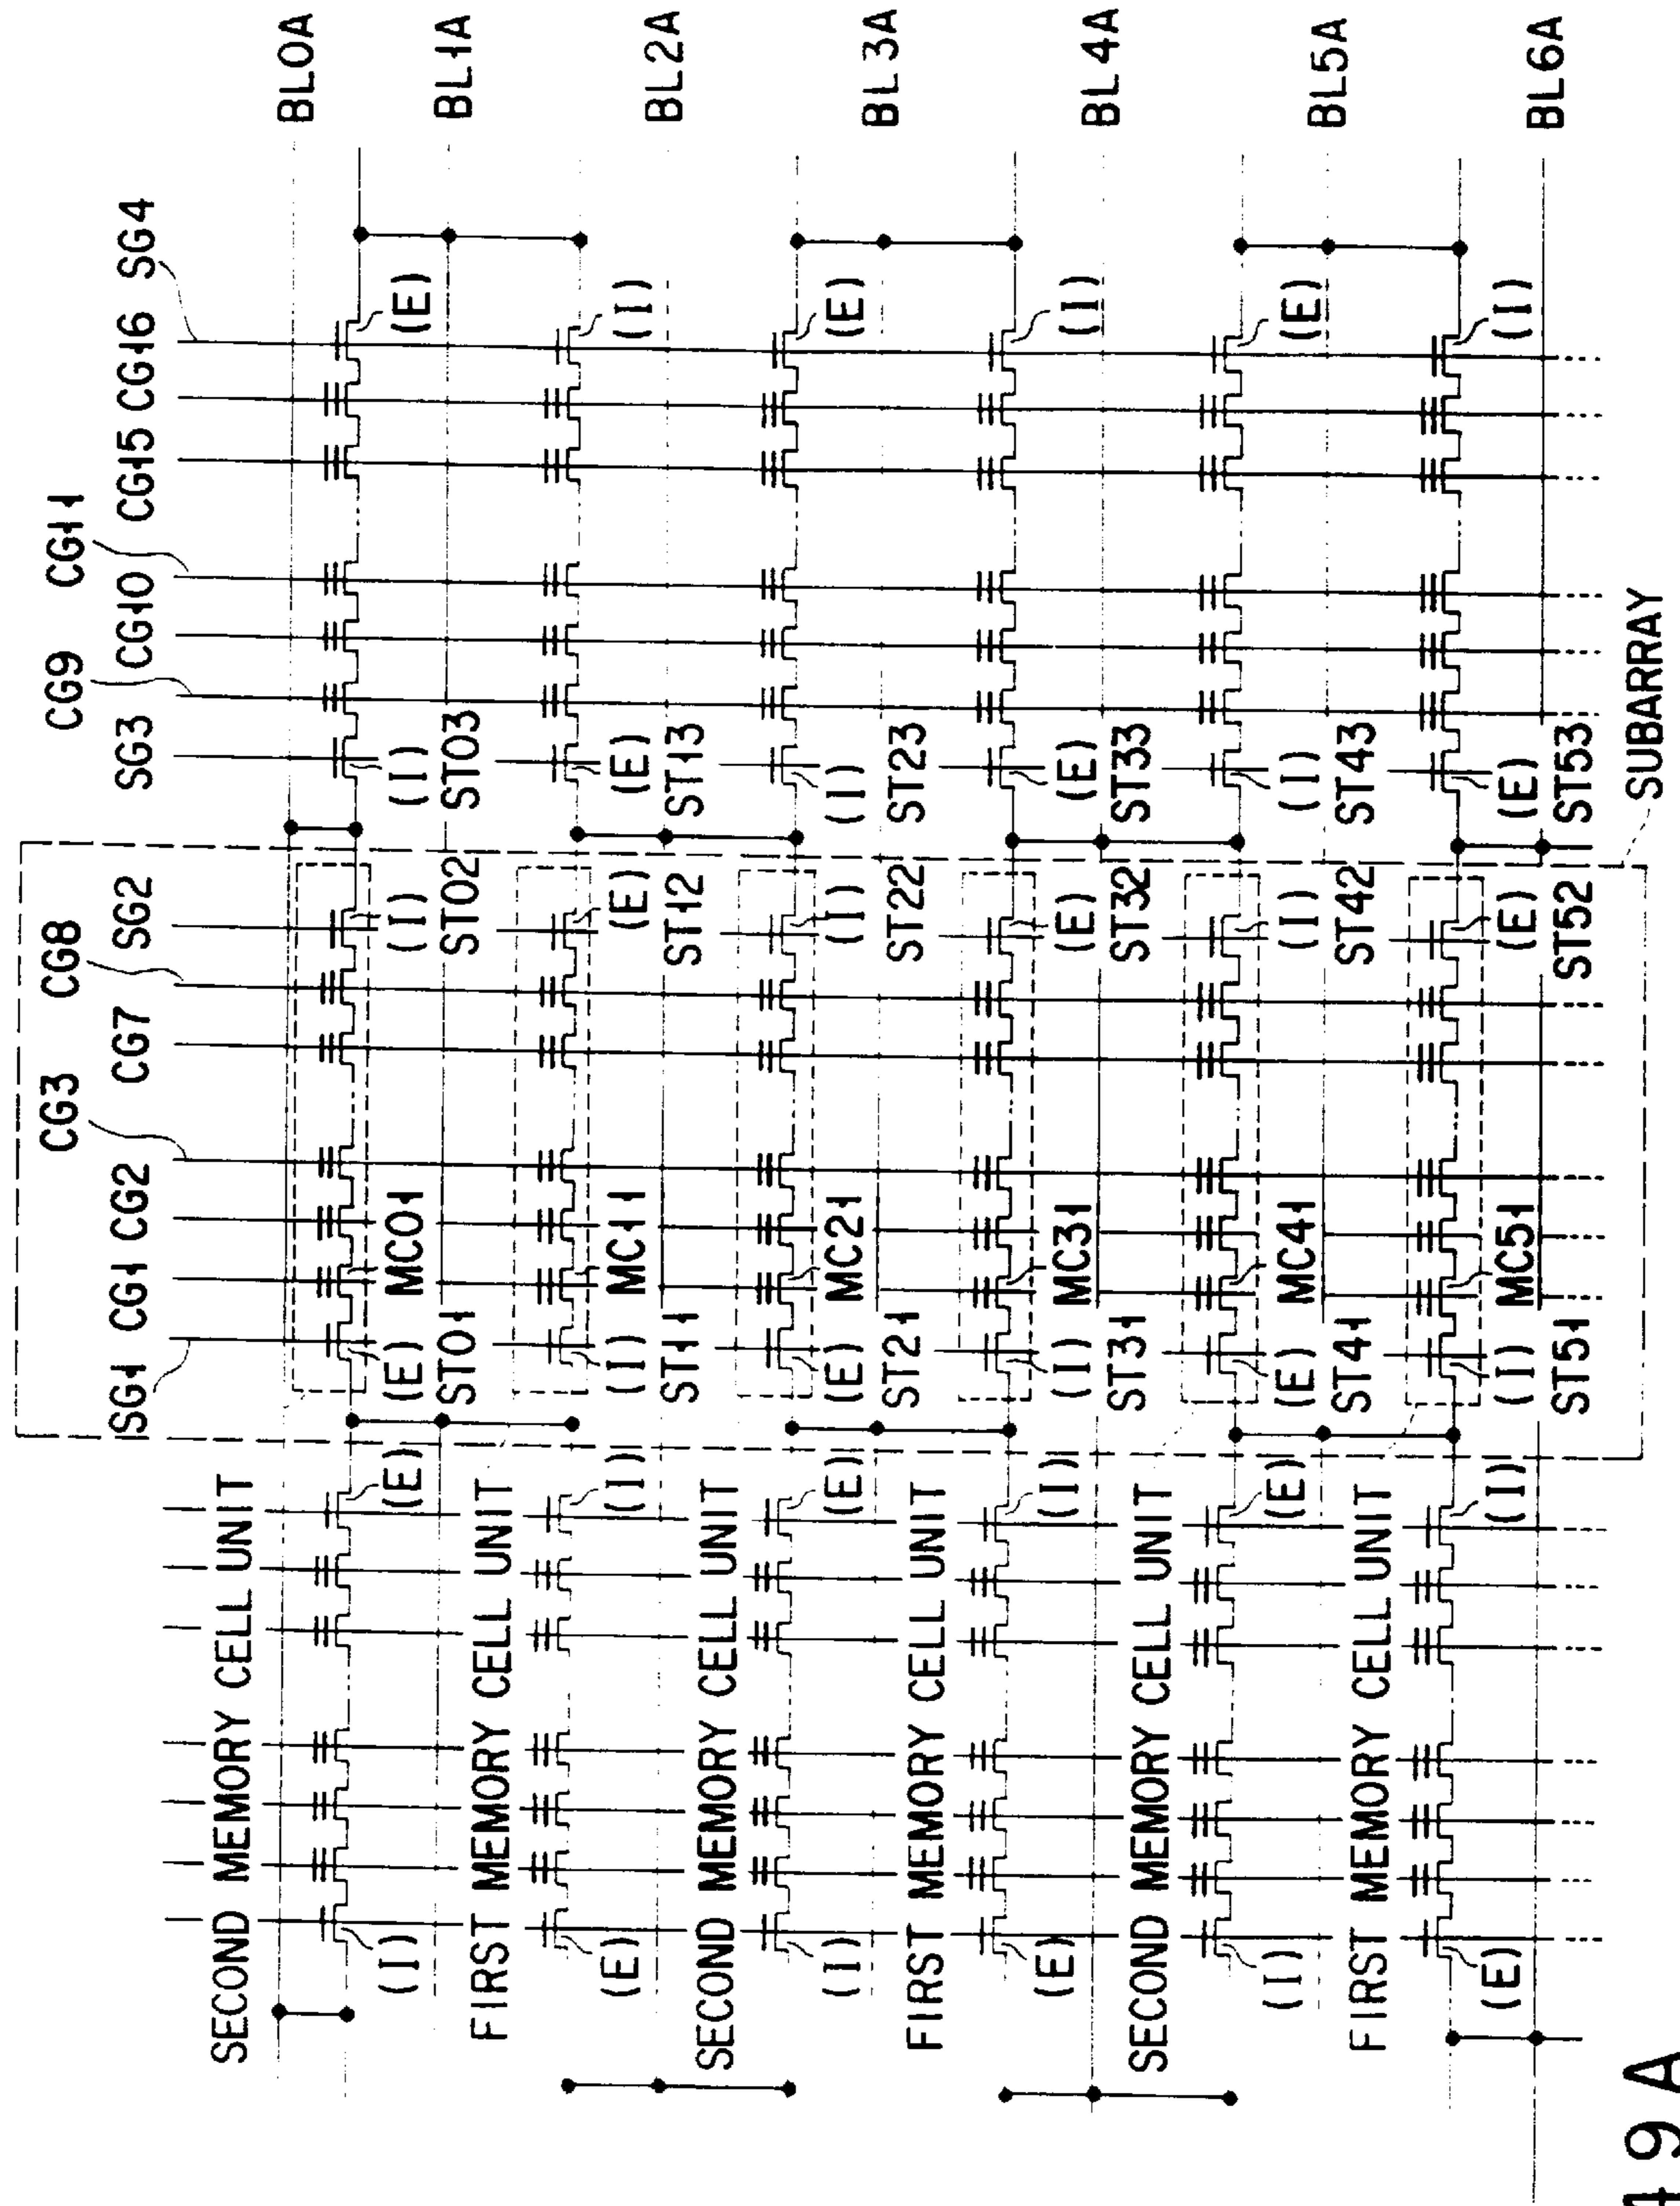 BL0A
BL1A
BL2A
BL3A
BL4A
BL5A
BL6A
CG3 CG8 CG9 CG11
SG1 CG1 CG2 CG7 SG2 SG3 CG10 CG15 CG16 SG4
SECOND MEMORY CELL UNIT
(I) (E) (E) MC01 (I) (I) (E)
ST01 ST02 ST03
FIRST MEMORY CELL UNIT
(E) (I) (I) MC11 (E) (E) (I)
ST11 ST12 ST13
SECOND MEMORY CELL UNIT
(I) (E) (E) MC21 (I) (I) (E)
ST21 ST22 ST23
FIRST MEMORY CELL UNIT
(E) (I) (I) MC31 (E) (E) (I)
ST31 ST32 ST33
SECOND MEMORY CELL UNIT
(I) (E) (E) MC41 (I) (I) (E)
ST41 ST42 ST43
FIRST MEMORY CELL UNIT
(E) (I) (I) MC51 (E) (E) (I)
ST51 ST52 ST53
SUBARRAY
19A